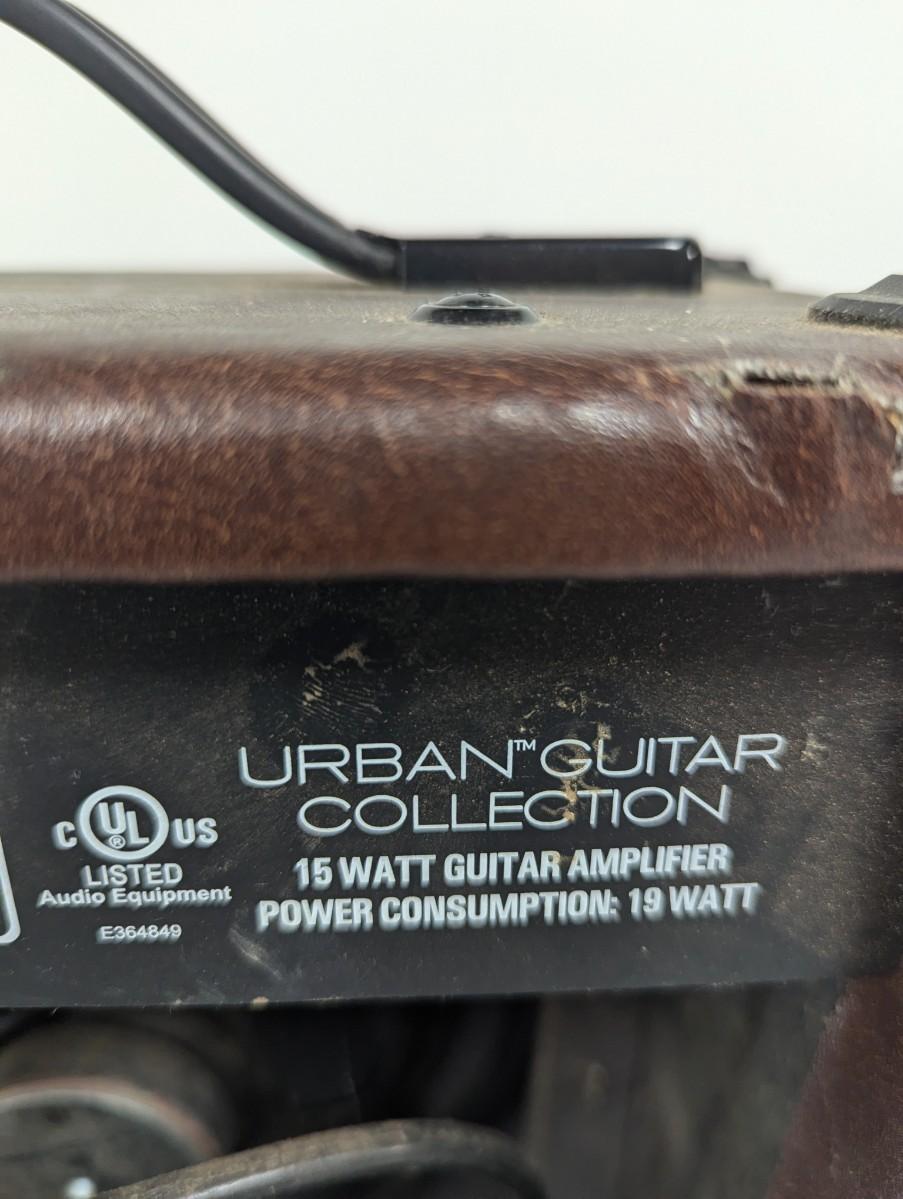 URBAN™ GUITAR
COLLECTION
15 WATT GUITAR AMPLIFIER
POWER CONSUMPTION: 19 WATT
C UL® US
LISTED
Audio Equipment
E364849